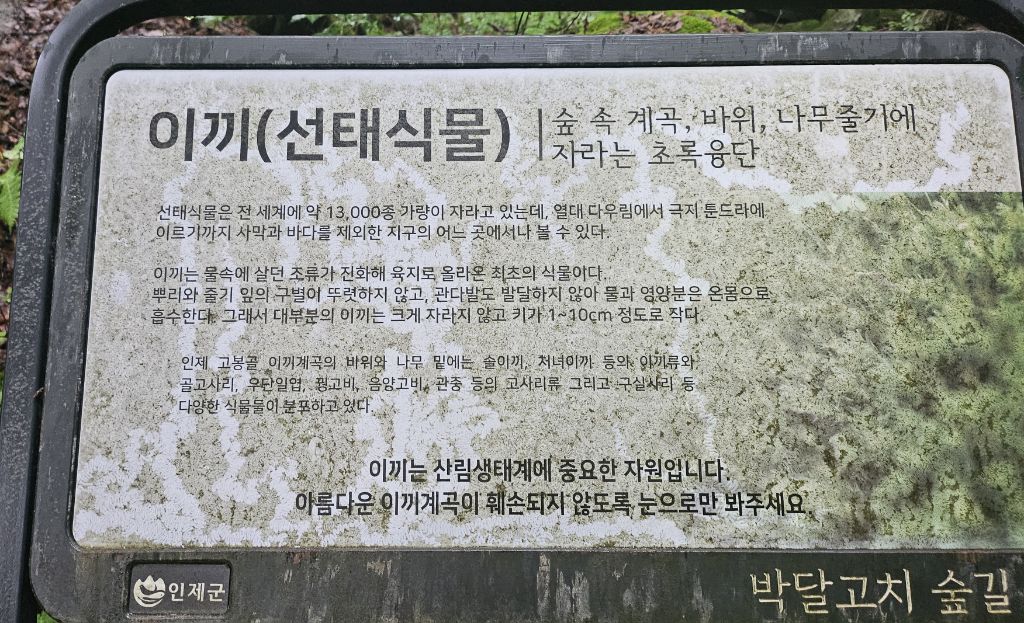 이끼(선태식물)
숲 속 계곡, 바위, 나무줄기에
자라는 초록융단
선태식물은 전 세계에 약 13,000종 가량이 자라고 있는데, 열대 다우림에서 극지 툰드라에
이르기까지 사막과 바다를 제외한 지구의 어느 곳에서나 볼 수 있다.
이끼는 물속에 살던 조류가 진화해 육지로 올라온 최초의 식물이다.
뿌리와 줄기 잎의 구별이 뚜렷하지 않고, 관다발도 발달하지 않아 물과 영양분은 온몸으로
흡수한다. 그래서 대부분의 이끼는 크게 자라지 않고 키가 1~10cm 정도로 작다.
인제 고봉골 이끼계곡의 바위와 나무 밑에는 솔이끼, 처녀이끼 등의 이끼류와
골고사리, 우단일엽, 꿩고비, 음양고비, 관중 등의 고사리류 그리고 구실사리 등
다양한 식물들이 분포하고 있다.
이끼는 산림생태계에 중요한 자원입니다.
아름다운 이끼계곡이 훼손되지 않도록 눈으로만 봐주세요
인제군
박달고치 숲길